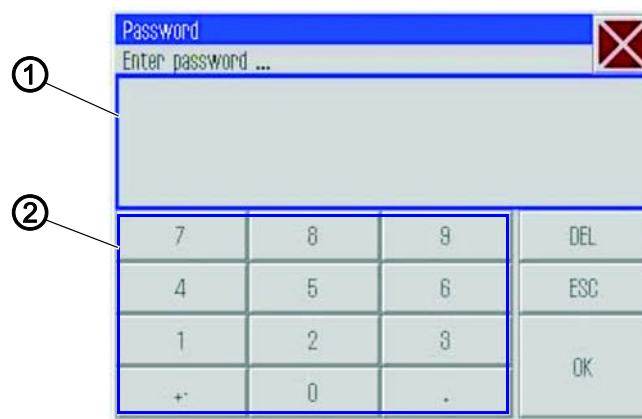 Password
Enter password ...
1
2
7 8 9 DEL
4 5 6 ESC
1 2 3
OK
+- 0 .